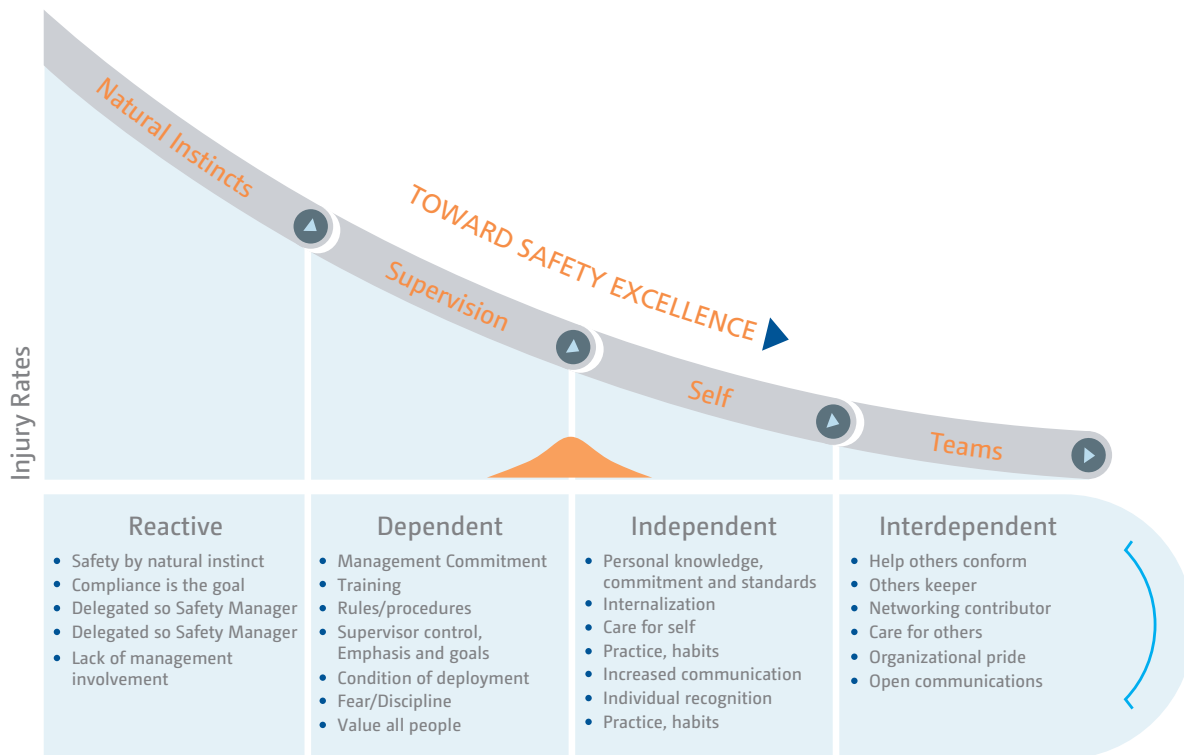 Natural Instincts
TOWARD SAFETY EXCELLENCE
Supervision
Self
Teams
Injury Rates
Reactive
• Safety by natural instinct
• Compliance is the goal
• Delegated so Safety Manager
• Delegated so Safety Manager
• Lack of management
involvement
Dependent
• Management Commitment
• Training
• Rules/procedures
• Supervisor control,
Emphasis and goals
• Condition of deployment
• Fear/Discipline
• Value all people
Independent
• Personal knowledge,
commitment and standards
• Internalization
• Care for self
• Practice, habits
• Increased communication
• Individual recognition
• Practice, habits
Interdependent
• Help others conform
• Others keeper
• Networking contributor
• Care for others
• Organizational pride
• Open communications